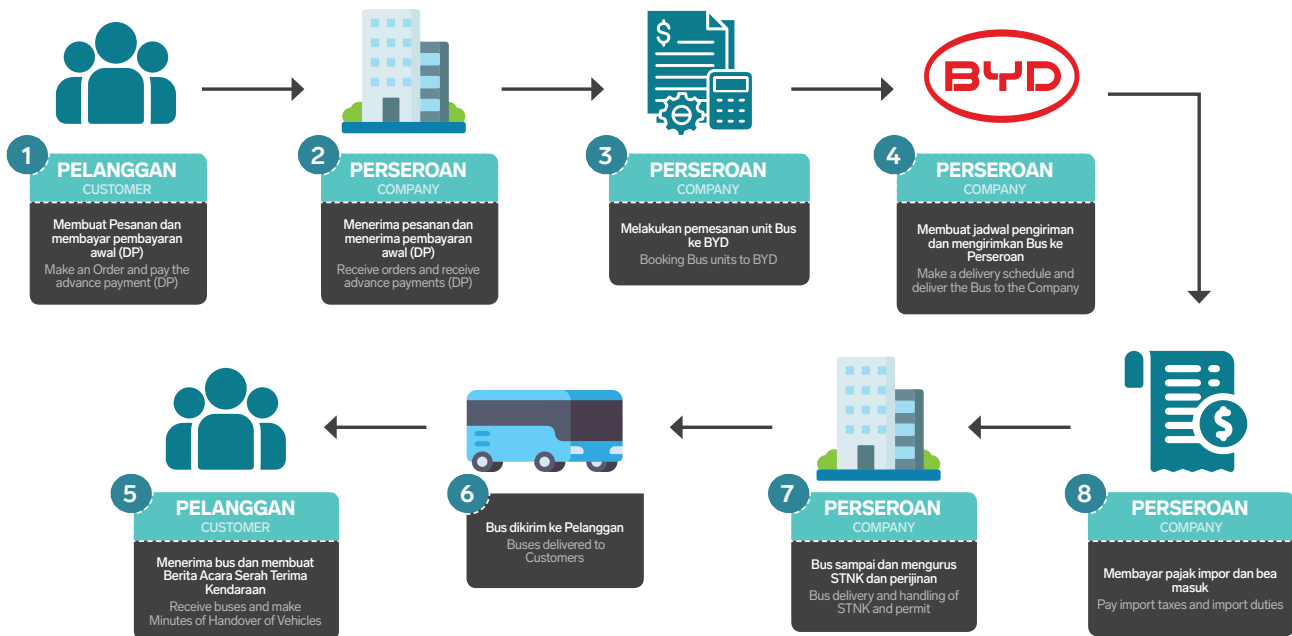 $
BYD
1
PELANGGAN
CUSTOMER
Membuat Pesanan dan
membayar pembayaran
awal (DP)
Make an Order and pay the
advance payment (DP)
2
PERSEROAN
COMPANY
Menerima pesanan dan
menerima pembayaran
awal (DP)
Receive orders and receive
advance payments (DP)
3
PERSEROAN
COMPANY
Melakukan pemesanan unit Bus
ke BYD
Booking Bus units to BYD
4
PERSEROAN
COMPANY
Membuat jadwal pengiriman
dan mengirimkan Bus ke
Perseroan
Make a delivery schedule and
deliver the Bus to the Company
$
5
PELANGGAN
CUSTOMER
Menerima bus dan membuat
Berita Acara Serah Terima
Kendaraan
Receive buses and make
Minutes of Handover of Vehicles
6
Bus dikirim ke Pelanggan
Buses delivered to
Customers
7
PERSEROAN
COMPANY
Bus sampai dan mengurus
STNK dan perijinan
Bus delivery and handling of
STNK and permit
8
PERSEROAN
COMPANY
Membayar pajak impor dan bea
masuk
Pay import taxes and import duties